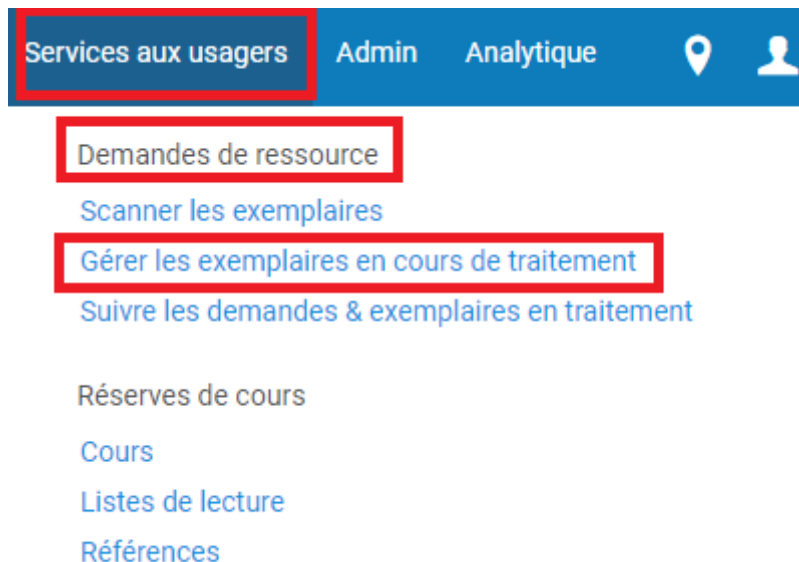 Services aux usagers Admin Analytique
Demandes de ressource
Scanner les exemplaires
Gérer les exemplaires en cours de traitement
Suivre les demandes & exemplaires en traitement
Réserves de cours
Cours
Listes de lecture
Références